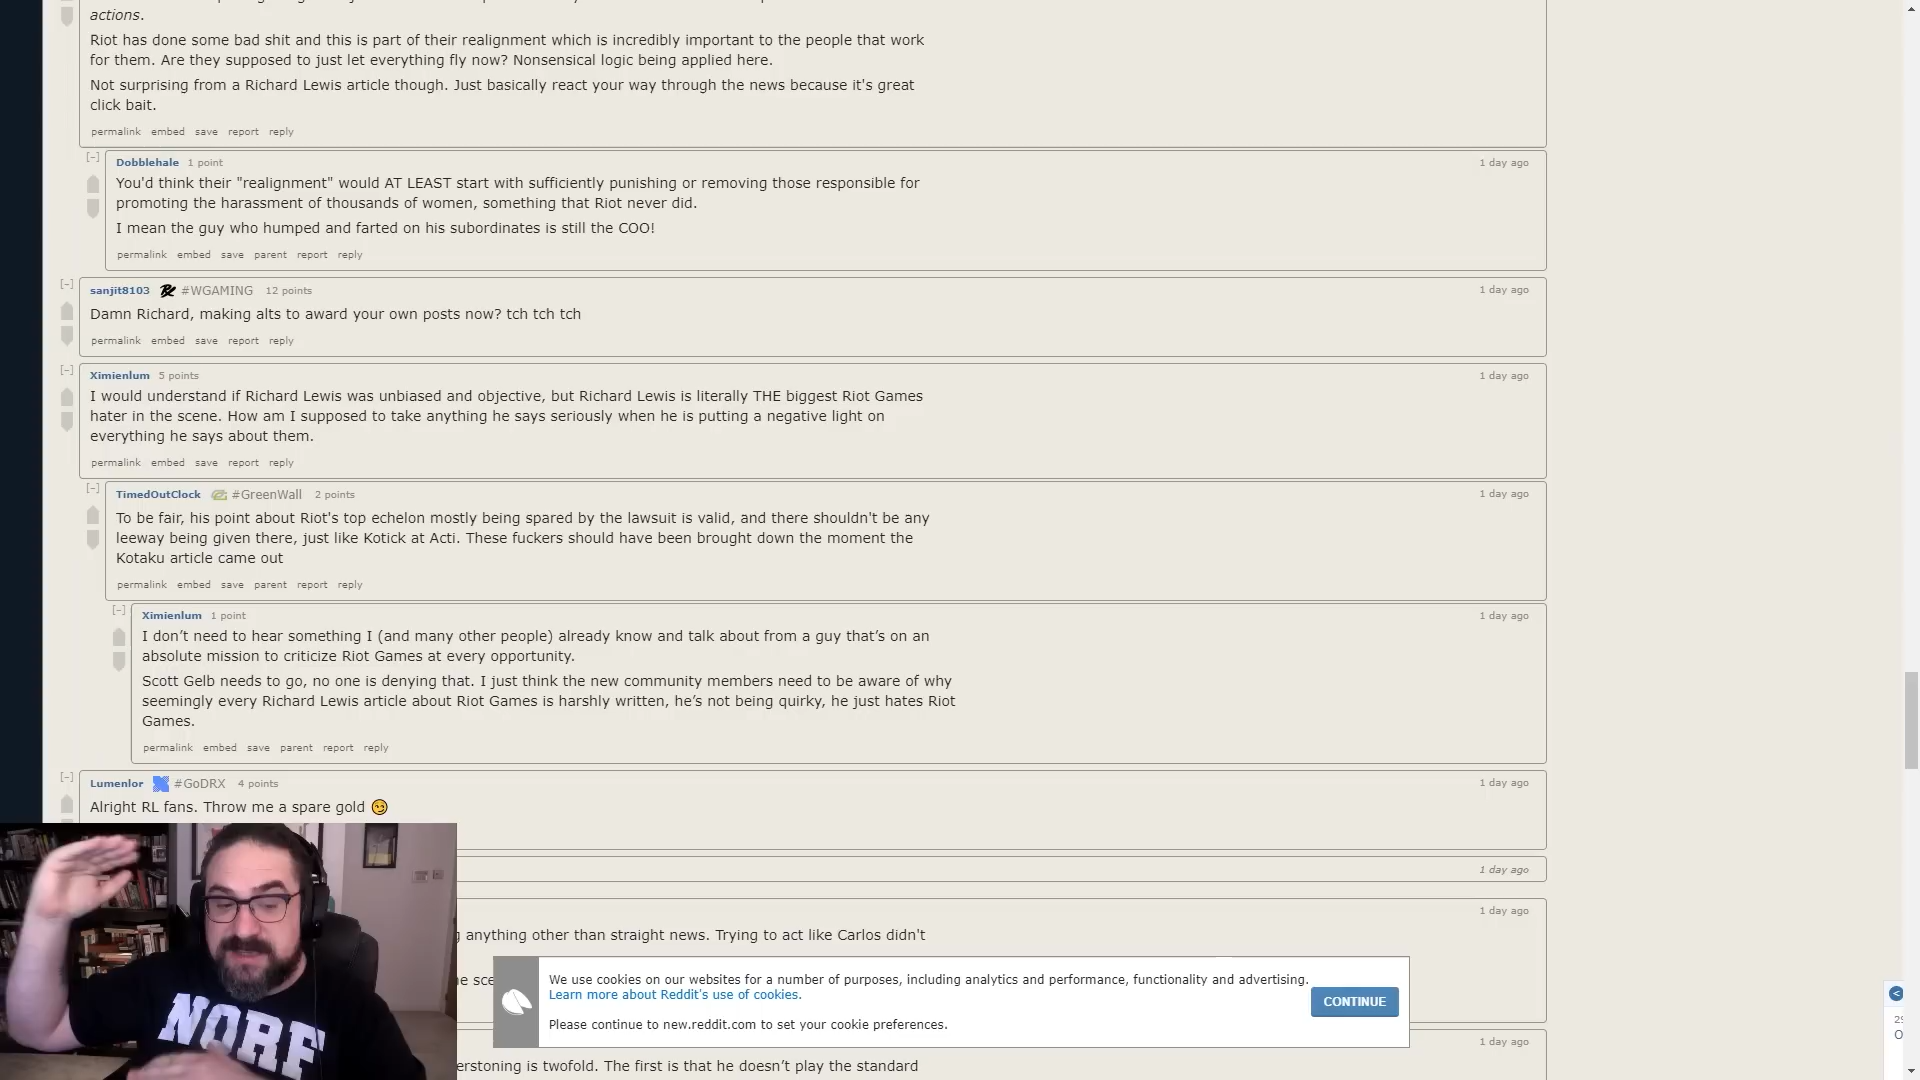 actions.
Riot has done some bad shit and this is part of their realignment which is incredibly important to the people that work
for them. Are they supposed to just let everything fly now? Nonsensical logic being applied here.
Not surprising from a Richard Lewis article though. Just basically react your way through the news because it's great
click bait.
permalink embed save report reply
[–] Dobblehale 1 point 1 day ago
You'd think their "realignment" would AT LEAST start with sufficiently punishing or removing those responsible for
promoting the harassment of thousands of women, something that Riot never did.
I mean the guy who humped and farted on his subordinates is still the COO!
permalink embed save parent report reply
[–] sanjit8103 #WGAMING 12 points 1 day ago
Damn Richard, making alts to award your own posts now? tch tch tch
permalink embed save report reply
[–] Ximienlum 5 points 1 day ago
I would understand if Richard Lewis was unbiased and objective, but Richard Lewis is literally THE biggest Riot Games
hater in the scene. How am I supposed to take anything he says seriously when he is putting a negative light on
everything he says about them.
permalink embed save report reply
[–] TimedOutClock #GreenWall 2 points 1 day ago
To be fair, his point about Riot's top echelon mostly being spared by the lawsuit is valid, and there shouldn't be any
leeway being given there, just like Kotick at Acti. These fuckers should have been brought down the moment the
Kotaku article came out
permalink embed save parent report reply
[–] Ximienlum 1 point 1 day ago
I don’t need to hear something I (and many other people) already know and talk about from a guy that’s on an
absolute mission to criticize Riot Games at every opportunity.
Scott Gelb needs to go, no one is denying that. I just think the new community members need to be aware of why
seemingly every Richard Lewis article about Riot Games is harshly written, he’s not being quirky, he just hates Riot
Games.
permalink embed save parent report reply
[–] Lumenlor #GoDRX 4 points 1 day ago
Alright RL fans. Throw me a spare gold 😏
1 day ago
1 day ago
anything other than straight news. Trying to act like Carlos didn't
We use cookies on our websites for a number of purposes, including analytics and performance, functionality and advertising.
Learn more about Reddit's use of cookies.
CONTINUE
Please continue to new.reddit.com to set your cookie preferences.
1 day ago
erstoning is twofold. The first is that he doesn’t play the standard
NORF